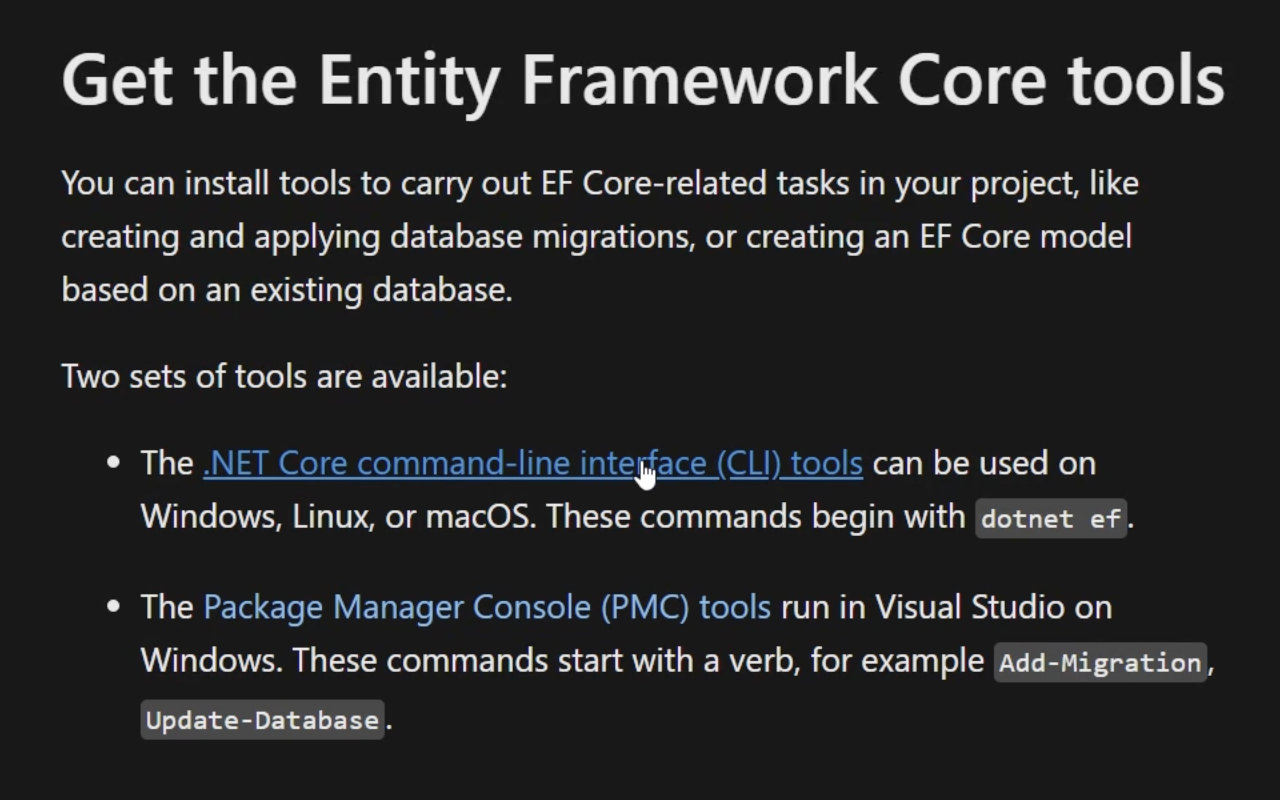 Get the Entity Framework Core tools
You can install tools to carry out EF Core-related tasks in your project, like
creating and applying database migrations, or creating an EF Core model
based on an existing database.
Two sets of tools are available:
• The .NET Core command-line interface (CLI) tools can be used on
Windows, Linux, or macOS. These commands begin with dotnet ef.
• The Package Manager Console (PMC) tools run in Visual Studio on
Windows. These commands start with a verb, for example Add-Migration,
Update-Database.